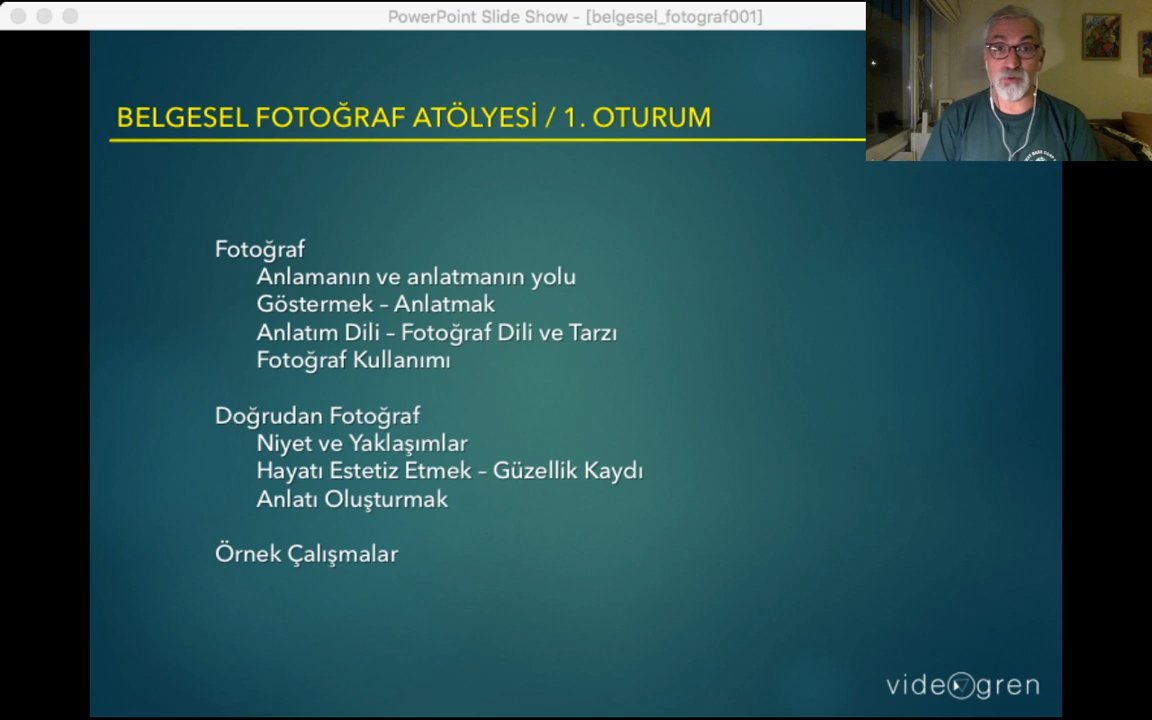 PowerPoint Slide Show - [belgesel_fotograf001]
BELGESEL FOTOĞRAF ATÖLYESİ / 1. OTURUM
Fotoğraf
Anlamanın ve anlatmanın yolu
Göstermek – Anlatmak
Anlatım Dili – Fotoğraf Dili ve Tarzı
Fotoğraf Kullanımı
Doğrudan Fotoğraf
Niyet ve Yaklaşımlar
Hayatı Estetiz Etmek – Güzellik Kaydı
Anlatı Oluşturmak
Örnek Çalışmalar
videogren